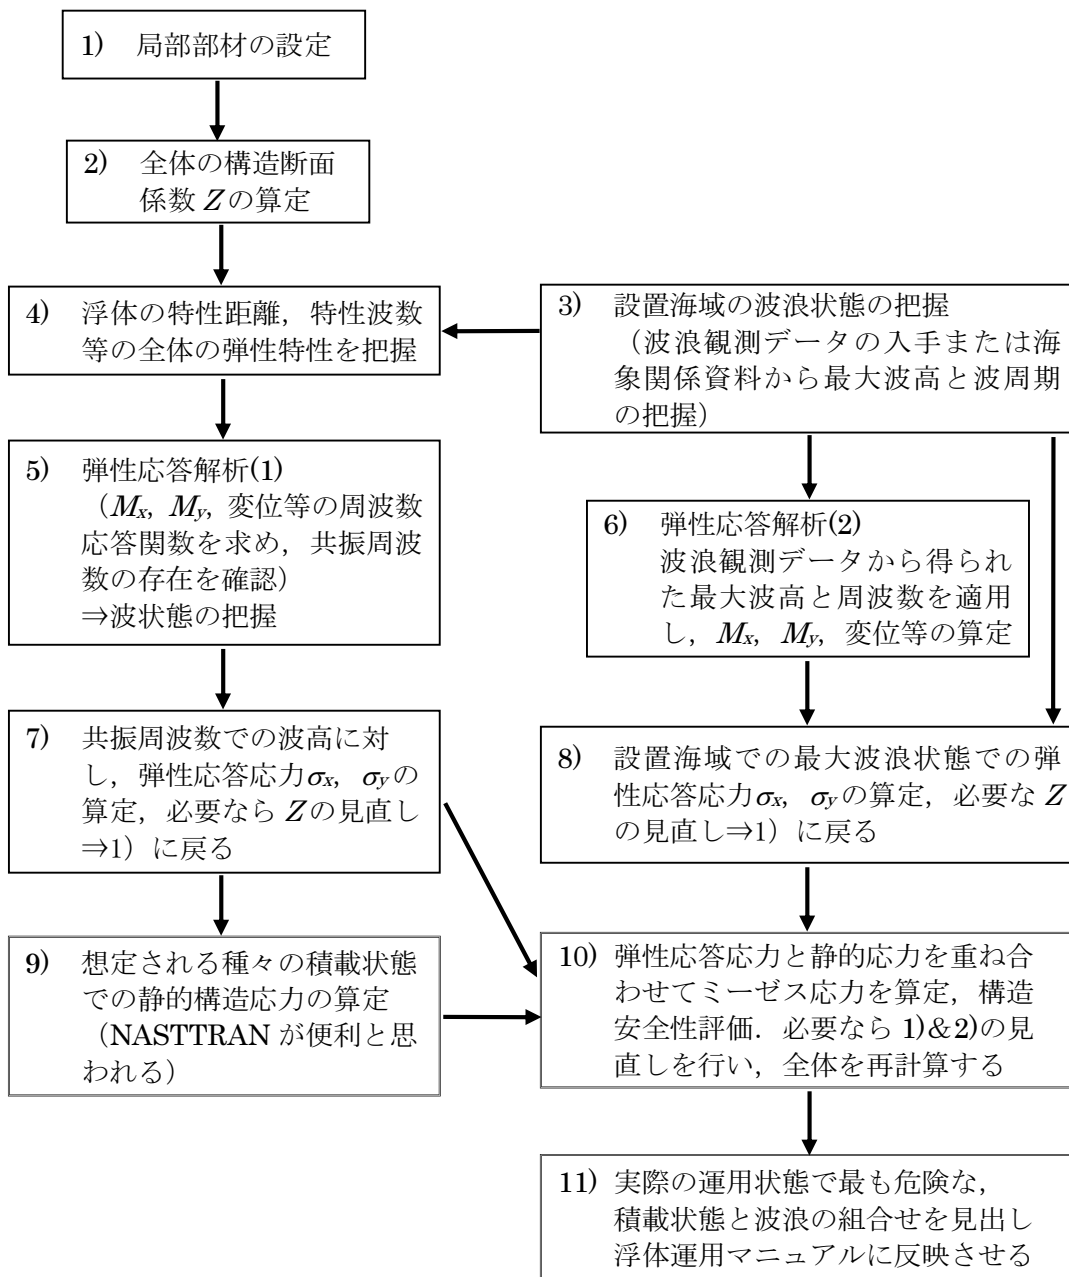 1) 局部部材の設定
2) 全体の構造断面
係数 Z の算定
4) 浮体の特性距離，特性波数
等の全体の弾性特性を把握
3) 設置海域の波浪状態の把握
（波浪観測データの入手または海
象関係資料から最大波高と波周期
の把握）
5) 弾性応答解析(1)
（Mx，My，変位等の周波数
応答関数を求め，共振周波
数の存在を確認）
⇒波状態の把握
6) 弾性応答解析(2)
波浪観測データから得られ
た最大波高と周波数を適用
し，Mx，My，変位等の算定
7) 共振周波数での波高に対
し，弾性応答応力σx，σyの
算定，必要なら Z の見直し
⇒1）に戻る
8) 設置海域での最大波浪状態での弾
性応答応力σx，σyの算定，必要な Z
の見直し⇒1）に戻る
9) 想定される種々の積載状態
での静的構造応力の算定
（NASTTRAN が便利と思
われる）
10) 弾性応答応力と静的応力を重ね合
わせてミーゼス応力を算定，構造
安全性評価．必要なら 1)&2)の見
直しを行い，全体を再計算する
11) 実際の運用状態で最も危険な，
積載状態と波浪の組合せを見出し
浮体運用マニュアルに反映させる